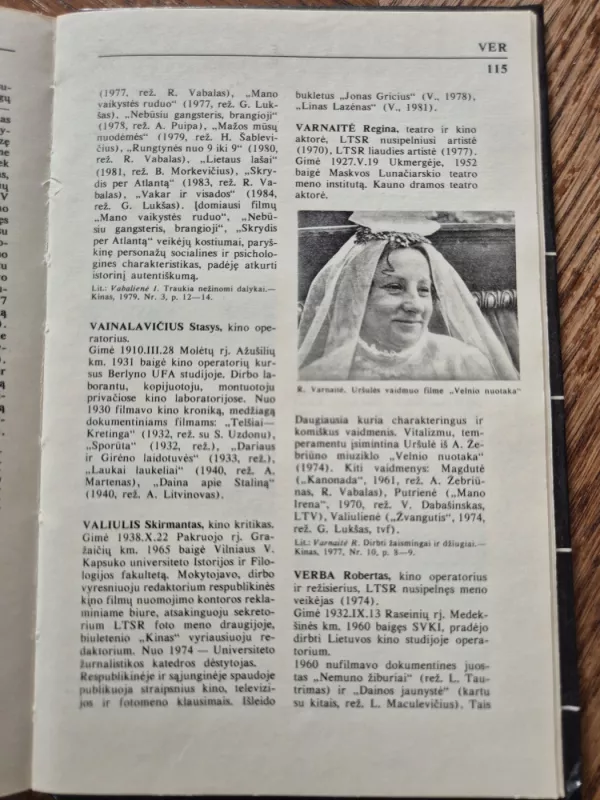 VER
115
(1977, rež. R. Vabalas), „Mano
vaikystės ruduo“ (1977, rež. G. Luk-
šas), „Nebūsiu gangsteris, brangioji“
(1978, rež. A. Puipa), „Mažos mūsų
nuodėmės“ (1979, rež. H. Šablevi-
čius), „Rungtynės nuo 9 iki 9“ (1980,
rež. R. Vabalas), „Lietaus lašai“
(1981, rež. B. Morkevičius), „Skry-
dis per Atlantą“ (1983, rež. R. Va-
balas), „Vakar ir visados“ (1984,
rež. G. Lukšas). Įdomiausi filmų
„Mano vaikystės ruduo“, „Nebū-
siu gangsteris, brangioji“, „Skrydis
per Atlantą“ veikėjų kostiumai, paryš-
kinę personažų socialines ir psicholo-
gines charakteristikas, padėję atkurti
istorinį autentiškumą.
Lit.: Vabalienė I. Traukia nežinomi dalykai.—
Kinas, 1979, Nr. 3, p. 12—14.
VAINALAVIČIUS Stasys, kino ope-
ratorius.
Gimė 1910.III.28 Molėtų rj. Ažušilių
km. 1931 baigė kino operatorių kur-
sus Berlyno UFA studijoje. Dirbo la-
borantu, kopijuotoju, montuotoju
privačiose kino laboratorijose. Nuo
1930 filmavo kino kroniką, medžiagą
dokumentiniams filmams: „Telšiai—
Kretinga“ (1932, rež. su S. Uzdonu),
„Sporūta“ (1932, rež.), „Dariaus
ir Girėno laidotuvės“ (1933, rež.),
„Laukai laukeliai“ (1940, rež. A.
Martenas), „Daina apie Staliną“
(1940, rež. A. Litvinovas).
VALIULIS Skirmantas, kino kritikas.
Gimė 1938.X.22 Pakruojo rj. Gra-
žaičių km. 1965 baigė Vilniaus V.
Kapsuko universiteto Istorijos ir Filo-
logijos fakultetą. Mokytojavo, dirbo
vyresniuoju redaktorium respublikinės
kino filmų nuomojimo kontoros rekla-
miniame biure, atsakinguoju sekreto-
rium LTSR foto meno draugijoje,
biuletenio „Kinas“ vyriausiuoju re-
daktorium. Nuo 1974 — Universiteto
žurnalistikos katedros dėstytojas.
Respublikinėje ir sąjunginėje spaudoje
publikuoja straipsnius kino, televizi-
jos ir fotomeno klausimais. Išleido
bukletus „Jonas Gricius“ (V., 1978),
„Linas Lazėnas“ (V., 1981).
VARNAITĖ Regina, teatro ir kino
aktorė, LTSR nusipelniusi artistė
(1970), LTSR liaudies artistė (1977).
Gimė 1927.V.19 Ukmergėje, 1952
baigė Maskvos Lunačiarskio teatro
meno institutą. Kauno dramos teatro
aktorė.
R. Varnaitė. Uršulės vaidmuo filme „Velnio nuotaka“
Daugiausia kuria charakteringus ir
komiškus vaidmenis. Vitalizmu, tem-
peramentu įsimintina Uršulė iš A. Že-
briūno miuziklo „Velnio nuotaka“
(1974). Kiti vaidmenys: Magdutė
(„Kanonada“, 1961, rež. A. Žebriū-
nas, R. Vabalas), Putrienė („Mano
Irena“, 1970, rež. V. Dabašinskas,
LTV), Valiulienė („Žvangutis“, 1974,
rež. G. Lukšas, tvf).
Lit.: Varnaitė R. Dirbti žaismingai ir džiugiai.—
Kinas, 1977, Nr. 10, p. 8—9.
VERBA Robertas, kino operatorius
ir režisierius, LTSR nusipelnęs meno
veikėjas (1974).
Gimė 1932.IX.13 Raseinių rj. Medek-
šinės km. 1960 baigęs SVKI, pradėjo
dirbti Lietuvos kino studijoje opera-
torium.
1960 nufilmavo dokumentines juos-
tas „Nemuno žiburiai“ (rež. L. Tau-
trimas) ir „Dainos jaunystė“ (kartu
su kitais, rež. L. Maculevičius). Tais